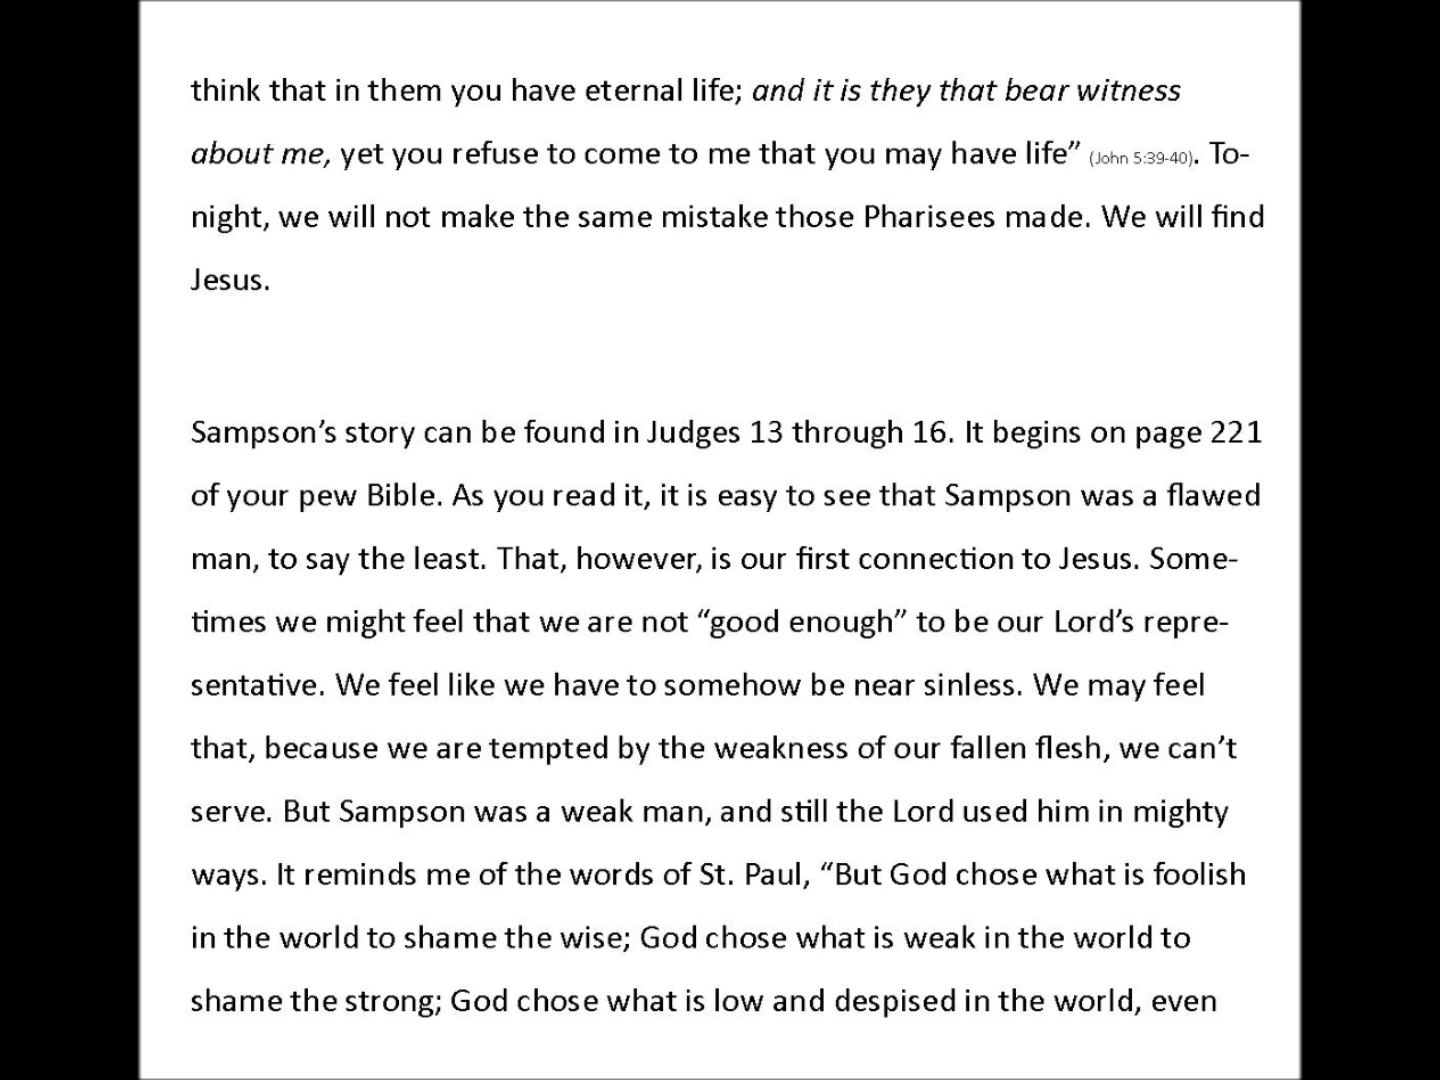 think that in them you have eternal life; and it is they that bear witness
about me, yet you refuse to come to me that you may have life” (John 5:39-40). To-
night, we will not make the same mistake those Pharisees made. We will find
Jesus.
Sampson’s story can be found in Judges 13 through 16. It begins on page 221
of your pew Bible. As you read it, it is easy to see that Sampson was a flawed
man, to say the least. That, however, is our first connection to Jesus. Some-
times we might feel that we are not “good enough” to be our Lord’s repre-
sentative. We feel like we have to somehow be near sinless. We may feel
that, because we are tempted by the weakness of our fallen flesh, we can’t
serve. But Sampson was a weak man, and still the Lord used him in mighty
ways. It reminds me of the words of St. Paul, “But God chose what is foolish
in the world to shame the wise; God chose what is weak in the world to
shame the strong; God chose what is low and despised in the world, even